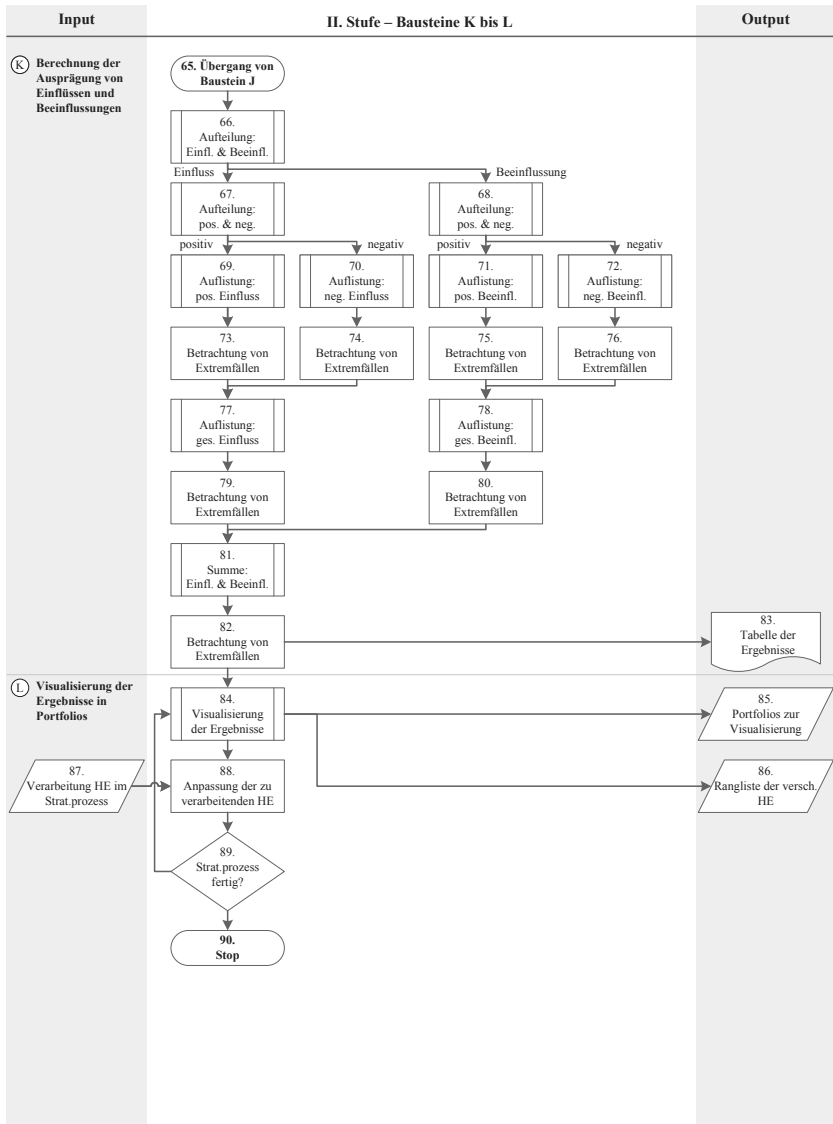 Input
II. Stufe – Bausteine K bis L
Output
K Berechnung der
Ausprägung von
Einflüssen und
Beeinflussungen
65. Übergang von
Baustein J
66.
Aufteilung:
Einfl. & Beeinfl.
Einfluss
Beeinflussung
67.
Aufteilung:
pos. & neg.
68.
Aufteilung:
pos. & neg.
positiv
negativ
positiv
negativ
69.
Auflistung:
pos. Einfluss
70.
Auflistung:
neg. Einfluss
71.
Auflistung:
pos. Beeinfl.
72.
Auflistung:
neg. Beeinfl.
73.
Betrachtung von
Extremfällen
74.
Betrachtung von
Extremfällen
75.
Betrachtung von
Extremfällen
76.
Betrachtung von
Extremfällen
77.
Auflistung:
ges. Einfluss
78.
Auflistung:
ges. Beeinfl.
79.
Betrachtung von
Extremfällen
80.
Betrachtung von
Extremfällen
81.
Summe:
Einfl. & Beeinfl.
82.
Betrachtung von
Extremfällen
83.
Tabelle der
Ergebnisse
L Visualisierung der
Ergebnisse in
Portfolios
84.
Visualisierung
der Ergebnisse
85.
Portfolios zur
Visualisierung
87.
Verarbeitung HE im
Strat.prozess
88.
Anpassung der zu
verarbeitenden HE
86.
Rangliste der versch.
HE
89.
Strat.prozess
fertig?
90.
Stop